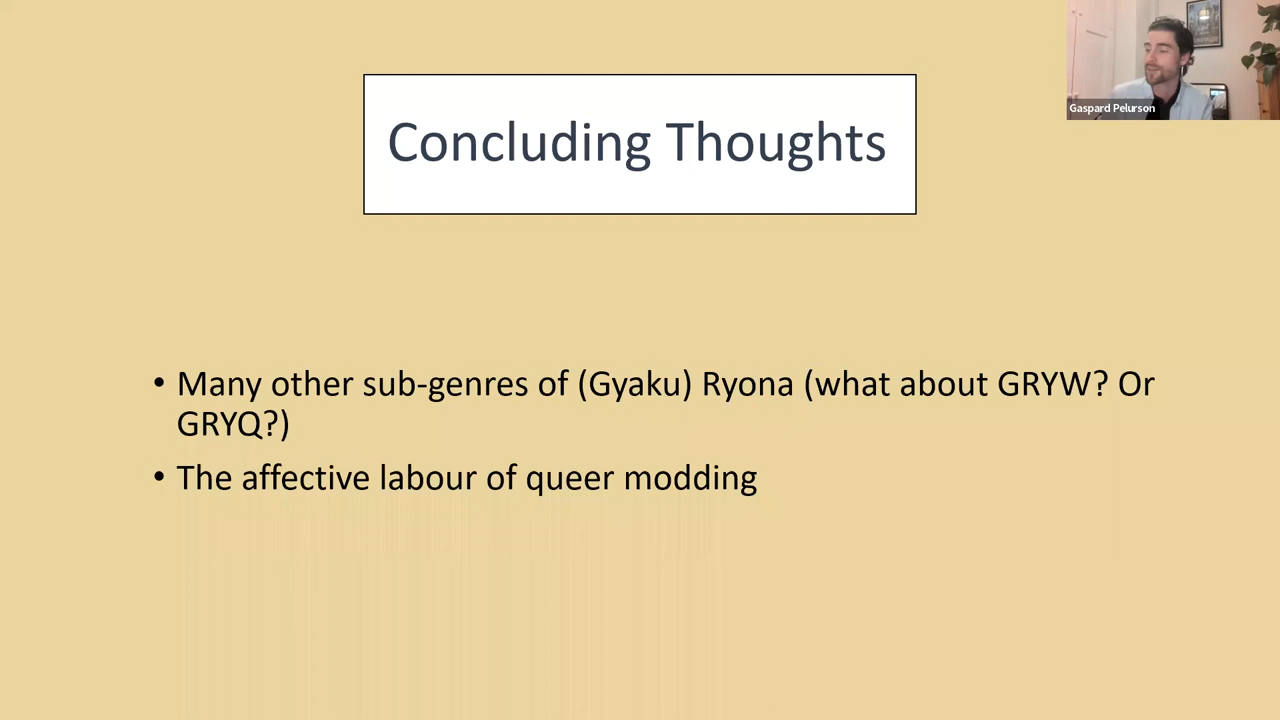 Gaspard Pelurson
Concluding Thoughts
• Many other sub-genres of (Gyaku) Ryona (what about GRYW? Or
GRYQ?)
• The affective labour of queer modding